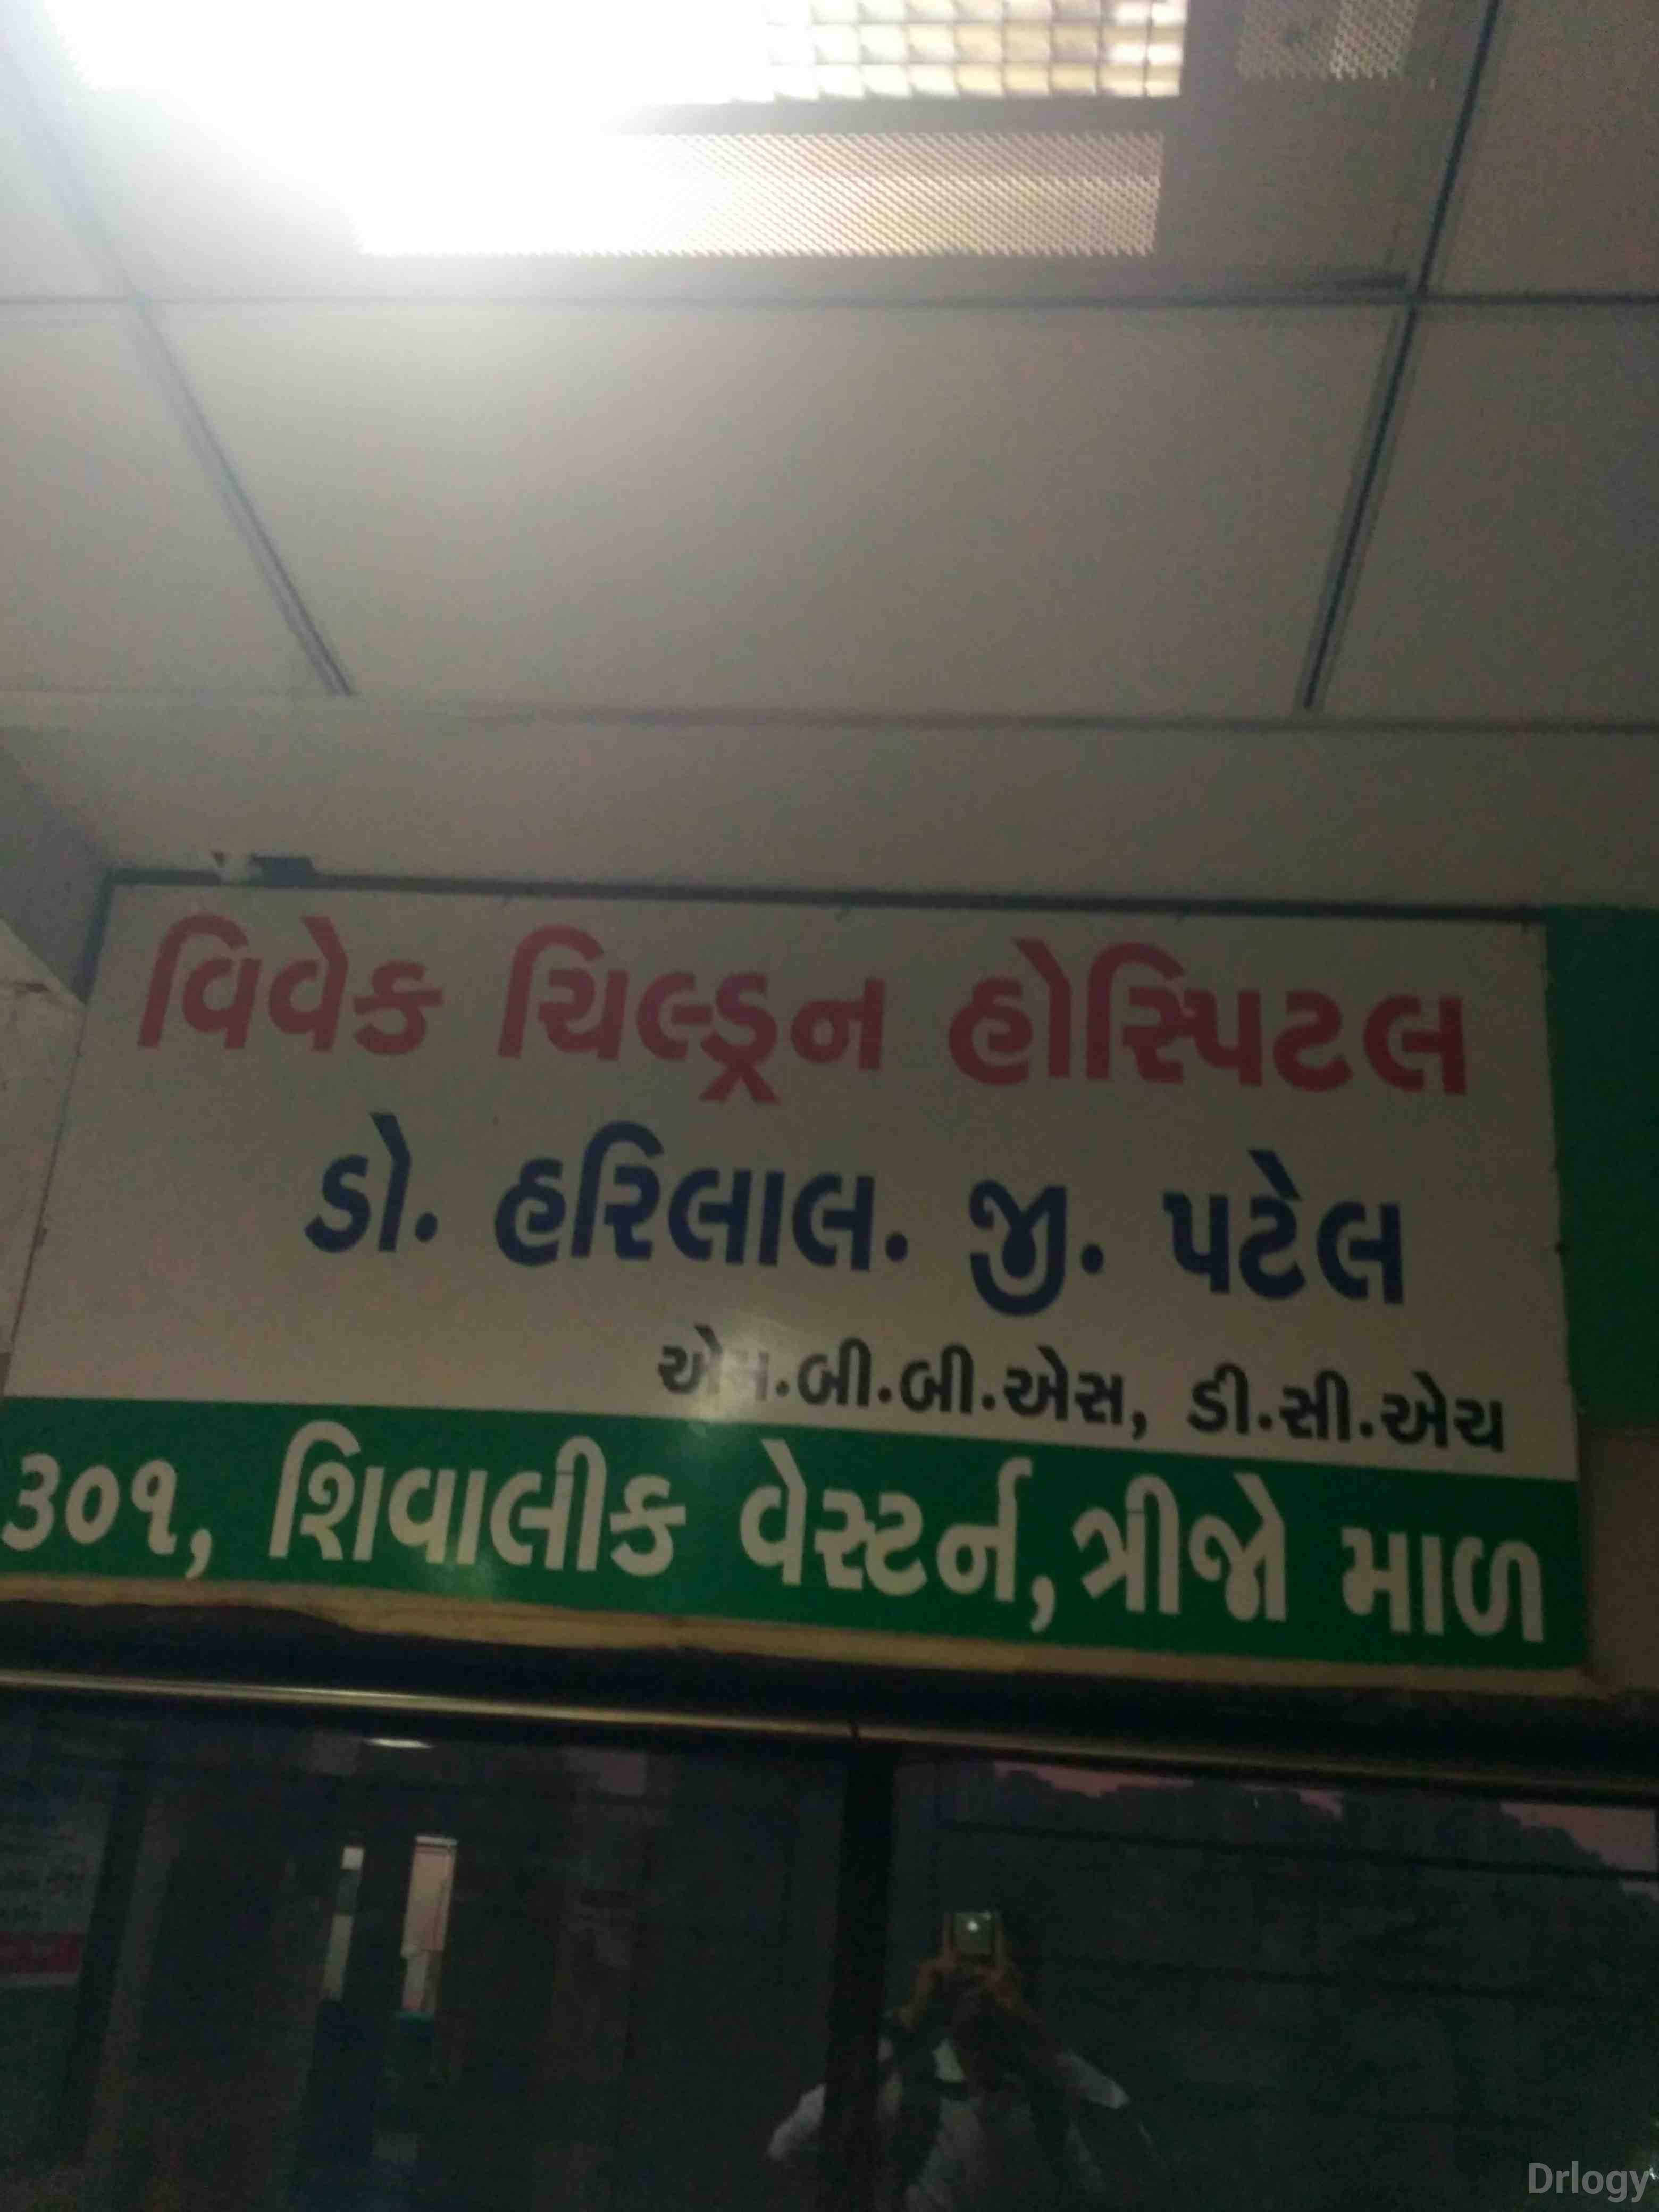 વિવેક ચિલ્ડ્રન હોસ્પિટલ
ડો. હરિલાલ. જી. પટેલ
એમ.બી.બી.એસ, ડી.સી.એચ
૩૦૧, શિવાલીક વેસ્ટર્ન, ત્રીજો માળ
Drlogy